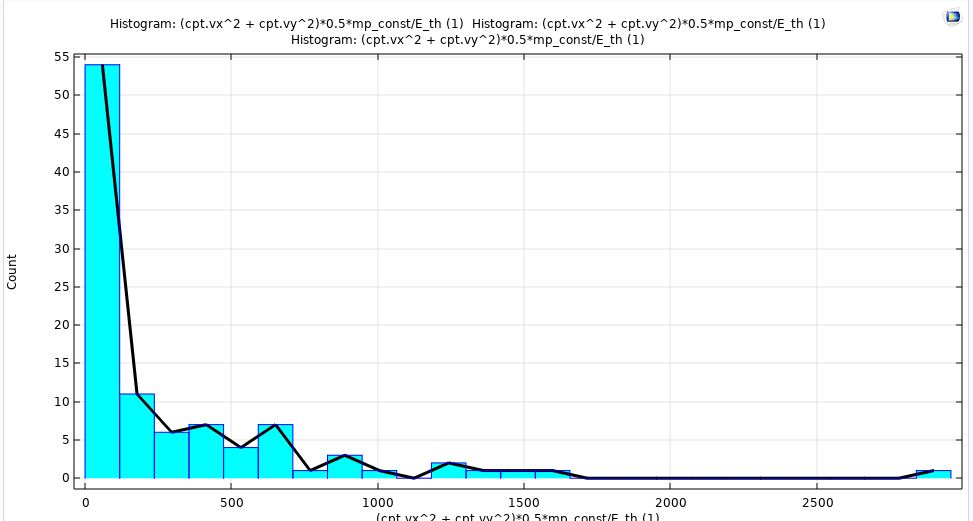 Histogram: (cpt.vx^2 + cpt.vy^2)*0.5*mp_const/E_th (1)  Histogram: (cpt.vx^2 + cpt.vy^2)*0.5*mp_const/E_th (1)
Histogram: (cpt.vx^2 + cpt.vy^2)*0.5*mp_const/E_th (1)
55
50
45
40
35
30
25
20
15
10
5
0
Count
0 500 1000 1500 2000 2500
(cpt.vx^2 + cpt.vy^2)*0.5*mp_const/E_th (1)